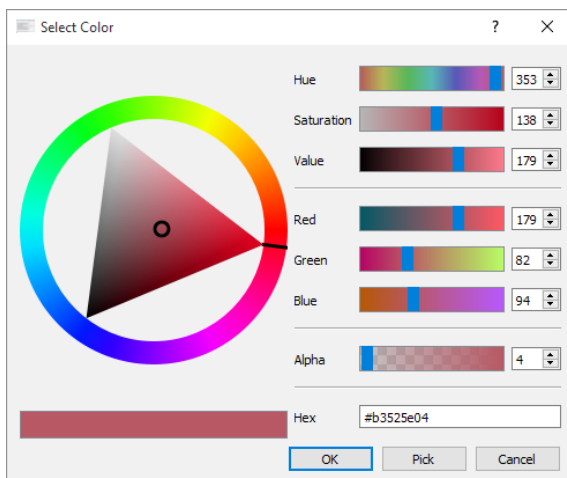 Select Color ?
Hue 353
Saturation 138
Value 179
Red 179
Green 82
Blue 94
Alpha 4
Hex #b3525e04
OK Pick Cancel